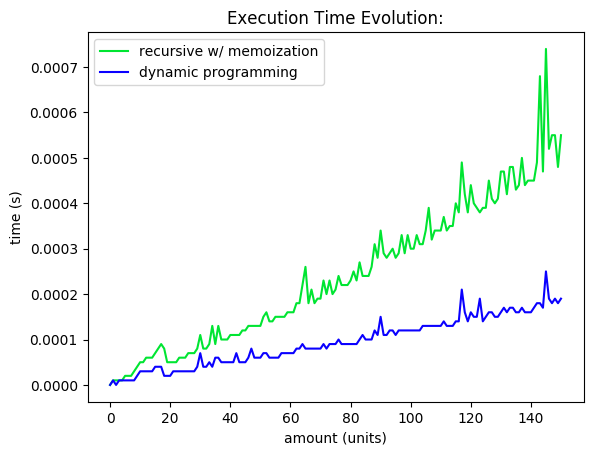 Execution Time Evolution:
recursive w/ memoization
dynamic programming
time (s)
0.0007
0.0006
0.0005
0.0004
0.0003
0.0002
0.0001
0.0000
0 20 40 60 80 100 120 140
amount (units)